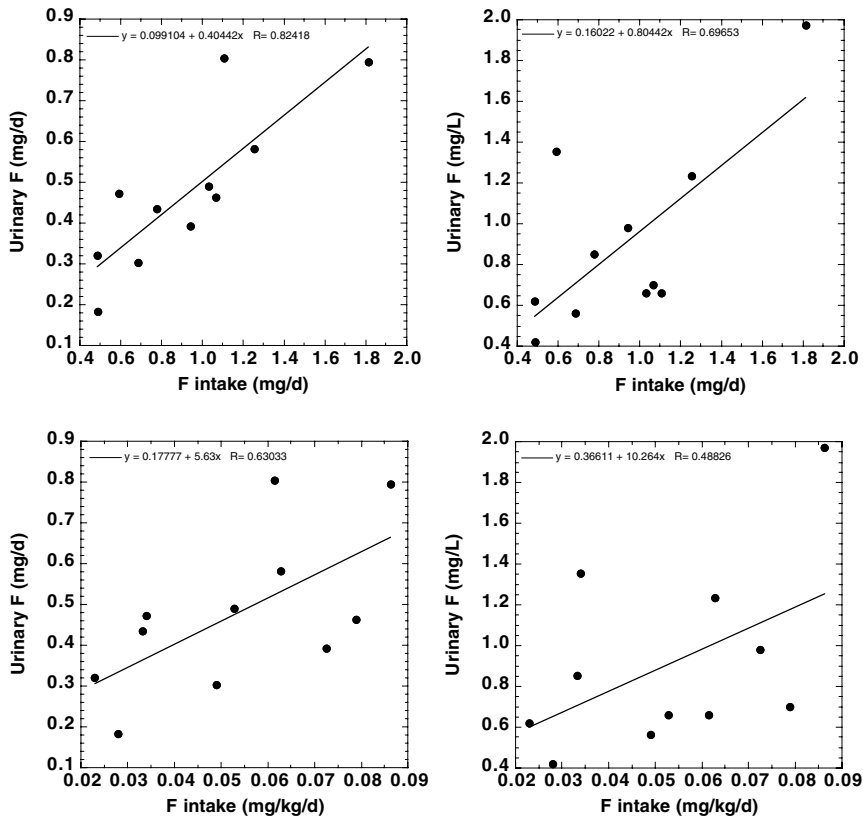 y = 0.099104 + 0.40442x R= 0.82418
0.9
0.8
0.7
0.6
0.5
0.4
0.3
0.2
0.1
Urinary F (mg/d)
0.4 0.6 0.8 1.0 1.2 1.4 1.6 1.8 2.0
F intake (mg/d)
y = 0.16022 + 0.80442x R= 0.69653
2.0
1.8
1.6
1.4
1.2
1.0
0.8
0.6
0.4
Urinary F (mg/L)
0.4 0.6 0.8 1.0 1.2 1.4 1.6 1.8 2.0
F intake (mg/d)
y = 0.17777 + 5.63x R= 0.63033
0.9
0.8
0.7
0.6
0.5
0.4
0.3
0.2
0.1
Urinary F (mg/d)
0.02 0.03 0.04 0.05 0.06 0.07 0.08 0.09
F intake (mg/kg/d)
y = 0.36611 + 10.264x R= 0.48826
2.0
1.8
1.6
1.4
1.2
1.0
0.8
0.6
0.4
Urinary F (mg/L)
0.02 0.03 0.04 0.05 0.06 0.07 0.08 0.09
F intake (mg/kg/d)